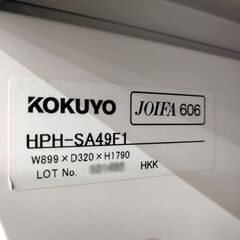 KOKUYO
JOIFA 606
HPH-SA49F1
W899×D320×H1790
LOT No.
HKK